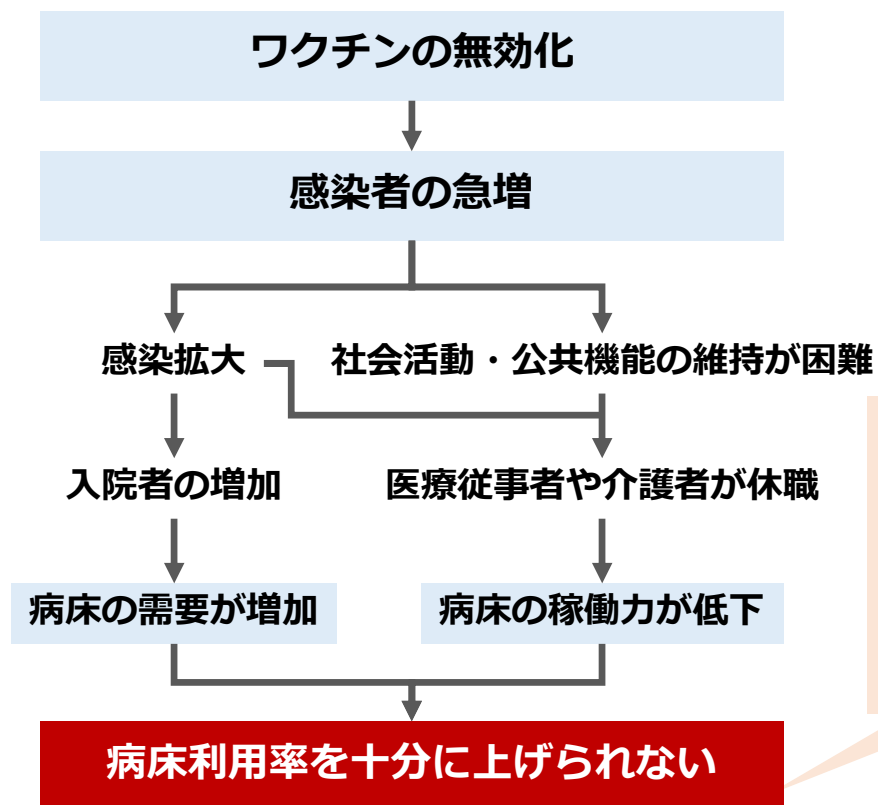 ワクチンの無効化
感染者の急増
感染拡大
社会活動・公共機能の維持が困難
入院者の増加
医療従事者や介護者が休職
病床の需要が増加
病床の稼働力が低下
病床利用率を十分に上げられない